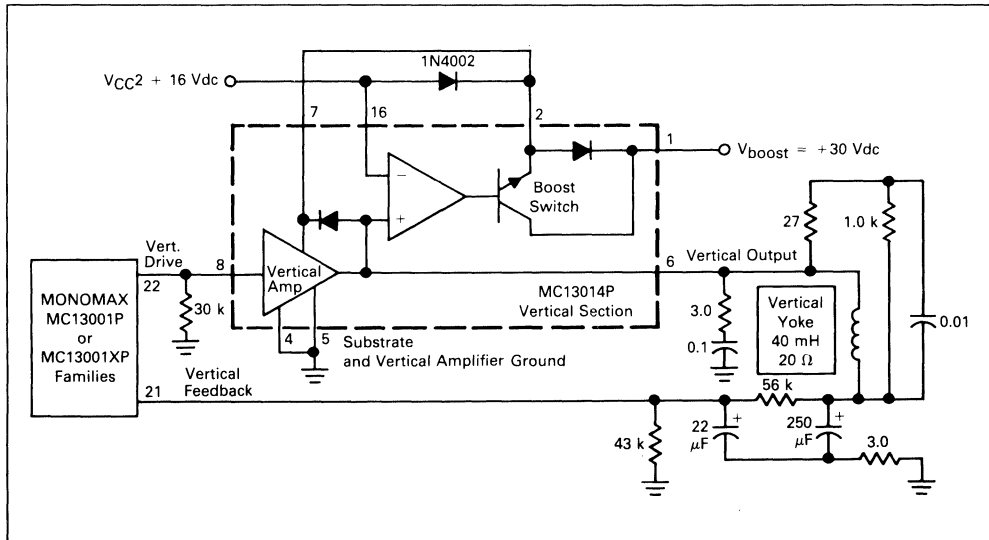 1N4002
VCC2 + 16 Vdc
7
16
2
1
Vboost = +30 Vdc
−
+
Boost
Switch
27
1.0 k
Vert.
Drive
8
22
Vertical
Amp
Vertical Output
6
MONOMAX
MC13001P
or
MC13001XP
Families
30 k
MC13014P
Vertical Section
3.0
0.1
Vertical
Yoke
40 mH
20 Ω
0.01
4
5
Substrate
and Vertical Amplifier Ground
Vertical
Feedback
21
56 k
43 k
22
μF
+
250
μF
+
3.0